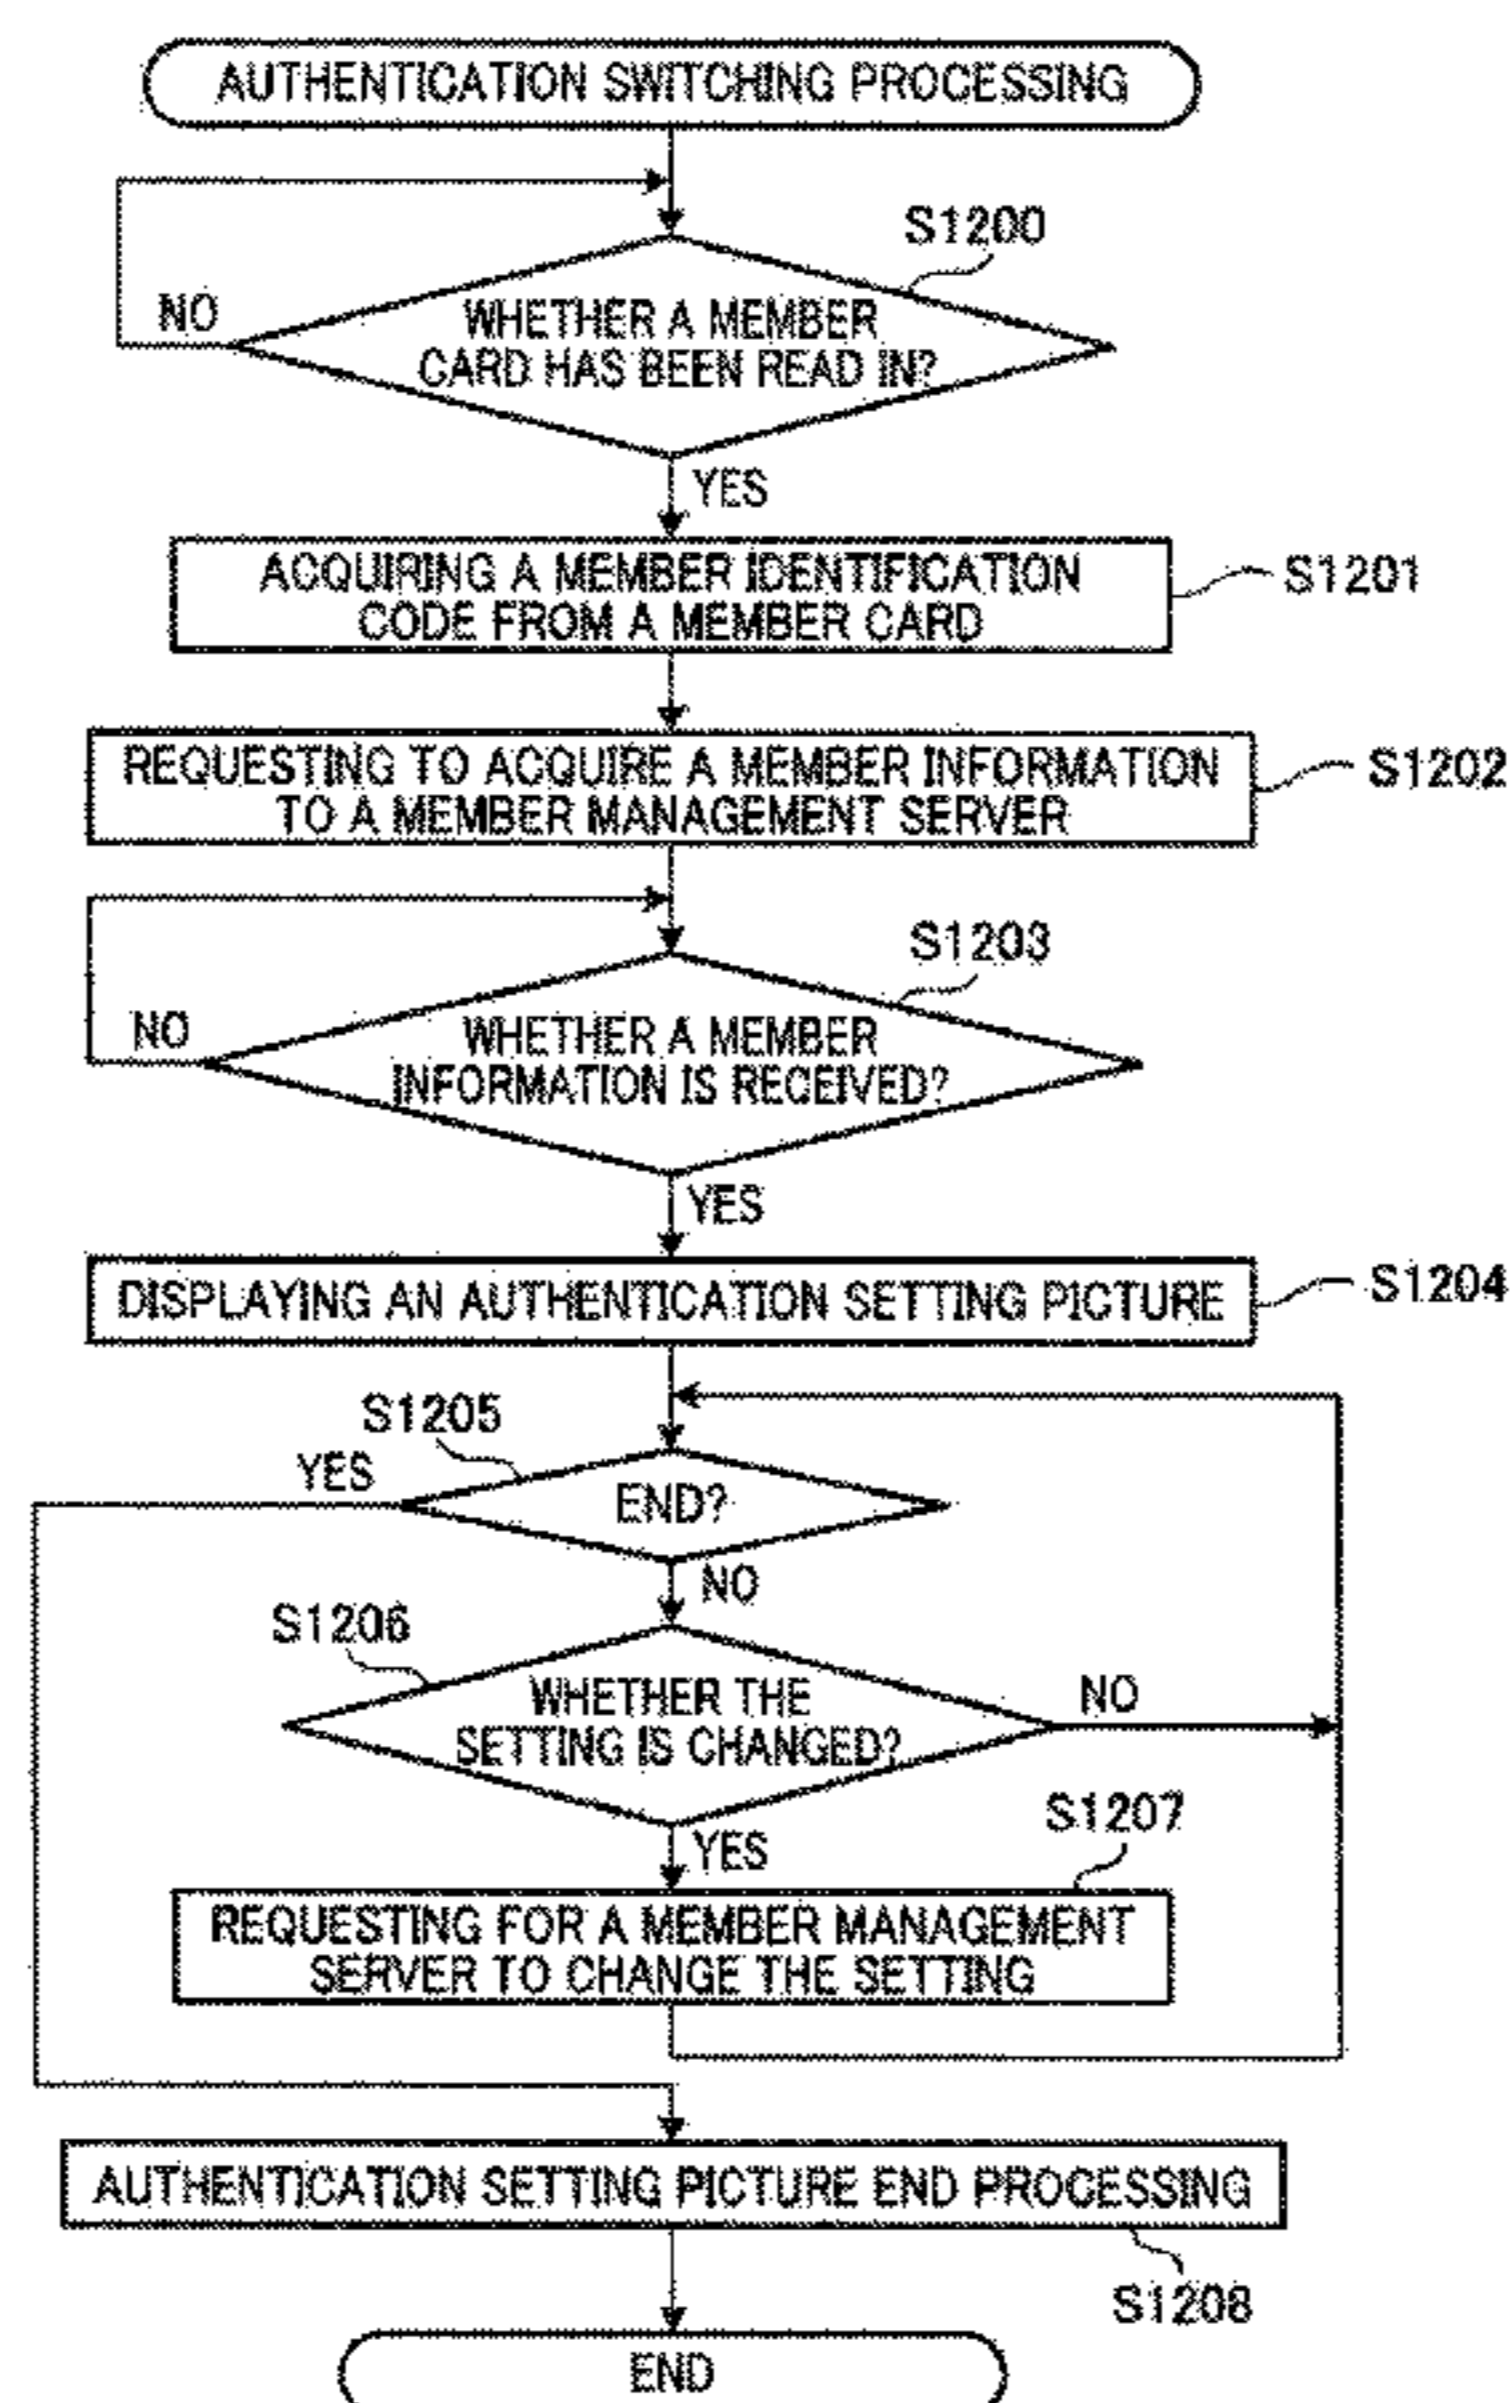 AUTHENTICATION SWITCHING PROCESSING
S1200
NO
WHETHER A MEMBER
CARD HAS BEEN READ IN?
YES
ACQUIRING A MEMBER IDENTIFICATION
CODE FROM A MEMBER CARD
S1201
REQUESTING TO ACQUIRE A MEMBER INFORMATION
TO A MEMBER MANAGEMENT SERVER
S1202
S1203
NO
WHETHER A MEMBER
INFORMATION IS RECEIVED?
YES
DISPLAYING AN AUTHENTICATION SETTING PICTURE
S1204
S1205
YES
END?
NO
S1206
WHETHER THE
SETTING IS CHANGED?
NO
S1207
YES
REQUESTING FOR A MEMBER MANAGEMENT
SERVER TO CHANGE THE SETTING
AUTHENTICATION SETTING PICTURE END PROCESSING
S1208
END